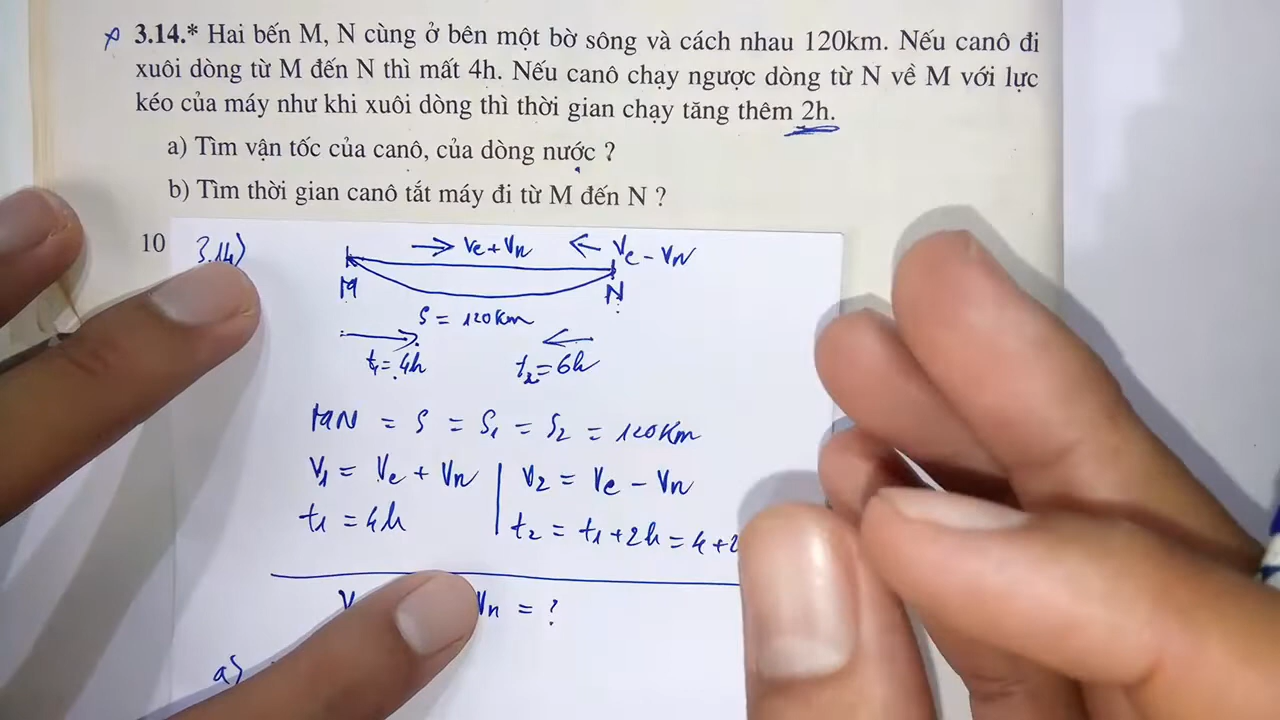 3.14.* Hai bến M, N cùng ở bên một bờ sông và cách nhau 120km. Nếu canô đi
xuôi dòng từ M đến N thì mất 4h. Nếu canô chạy ngược dòng từ N về M với lực
kéo của máy như khi xuôi dòng thì thời gian chạy tăng thêm 2h.
a) Tìm vận tốc của canô, của dòng nước ?
b) Tìm thời gian canô tắt máy đi từ M đến N ?
10
3.14)
Vc + Vn
Vc - Vn
M
N
S = 120km
t1 = 4h
t2 = 6h
MN = S = S1 = S2 = 120km
V1 = Vc + Vn | V2 = Vc - Vn
t1 = 4h | t2 = t1 + 2h = 4 + 2
Vn = ?
a)